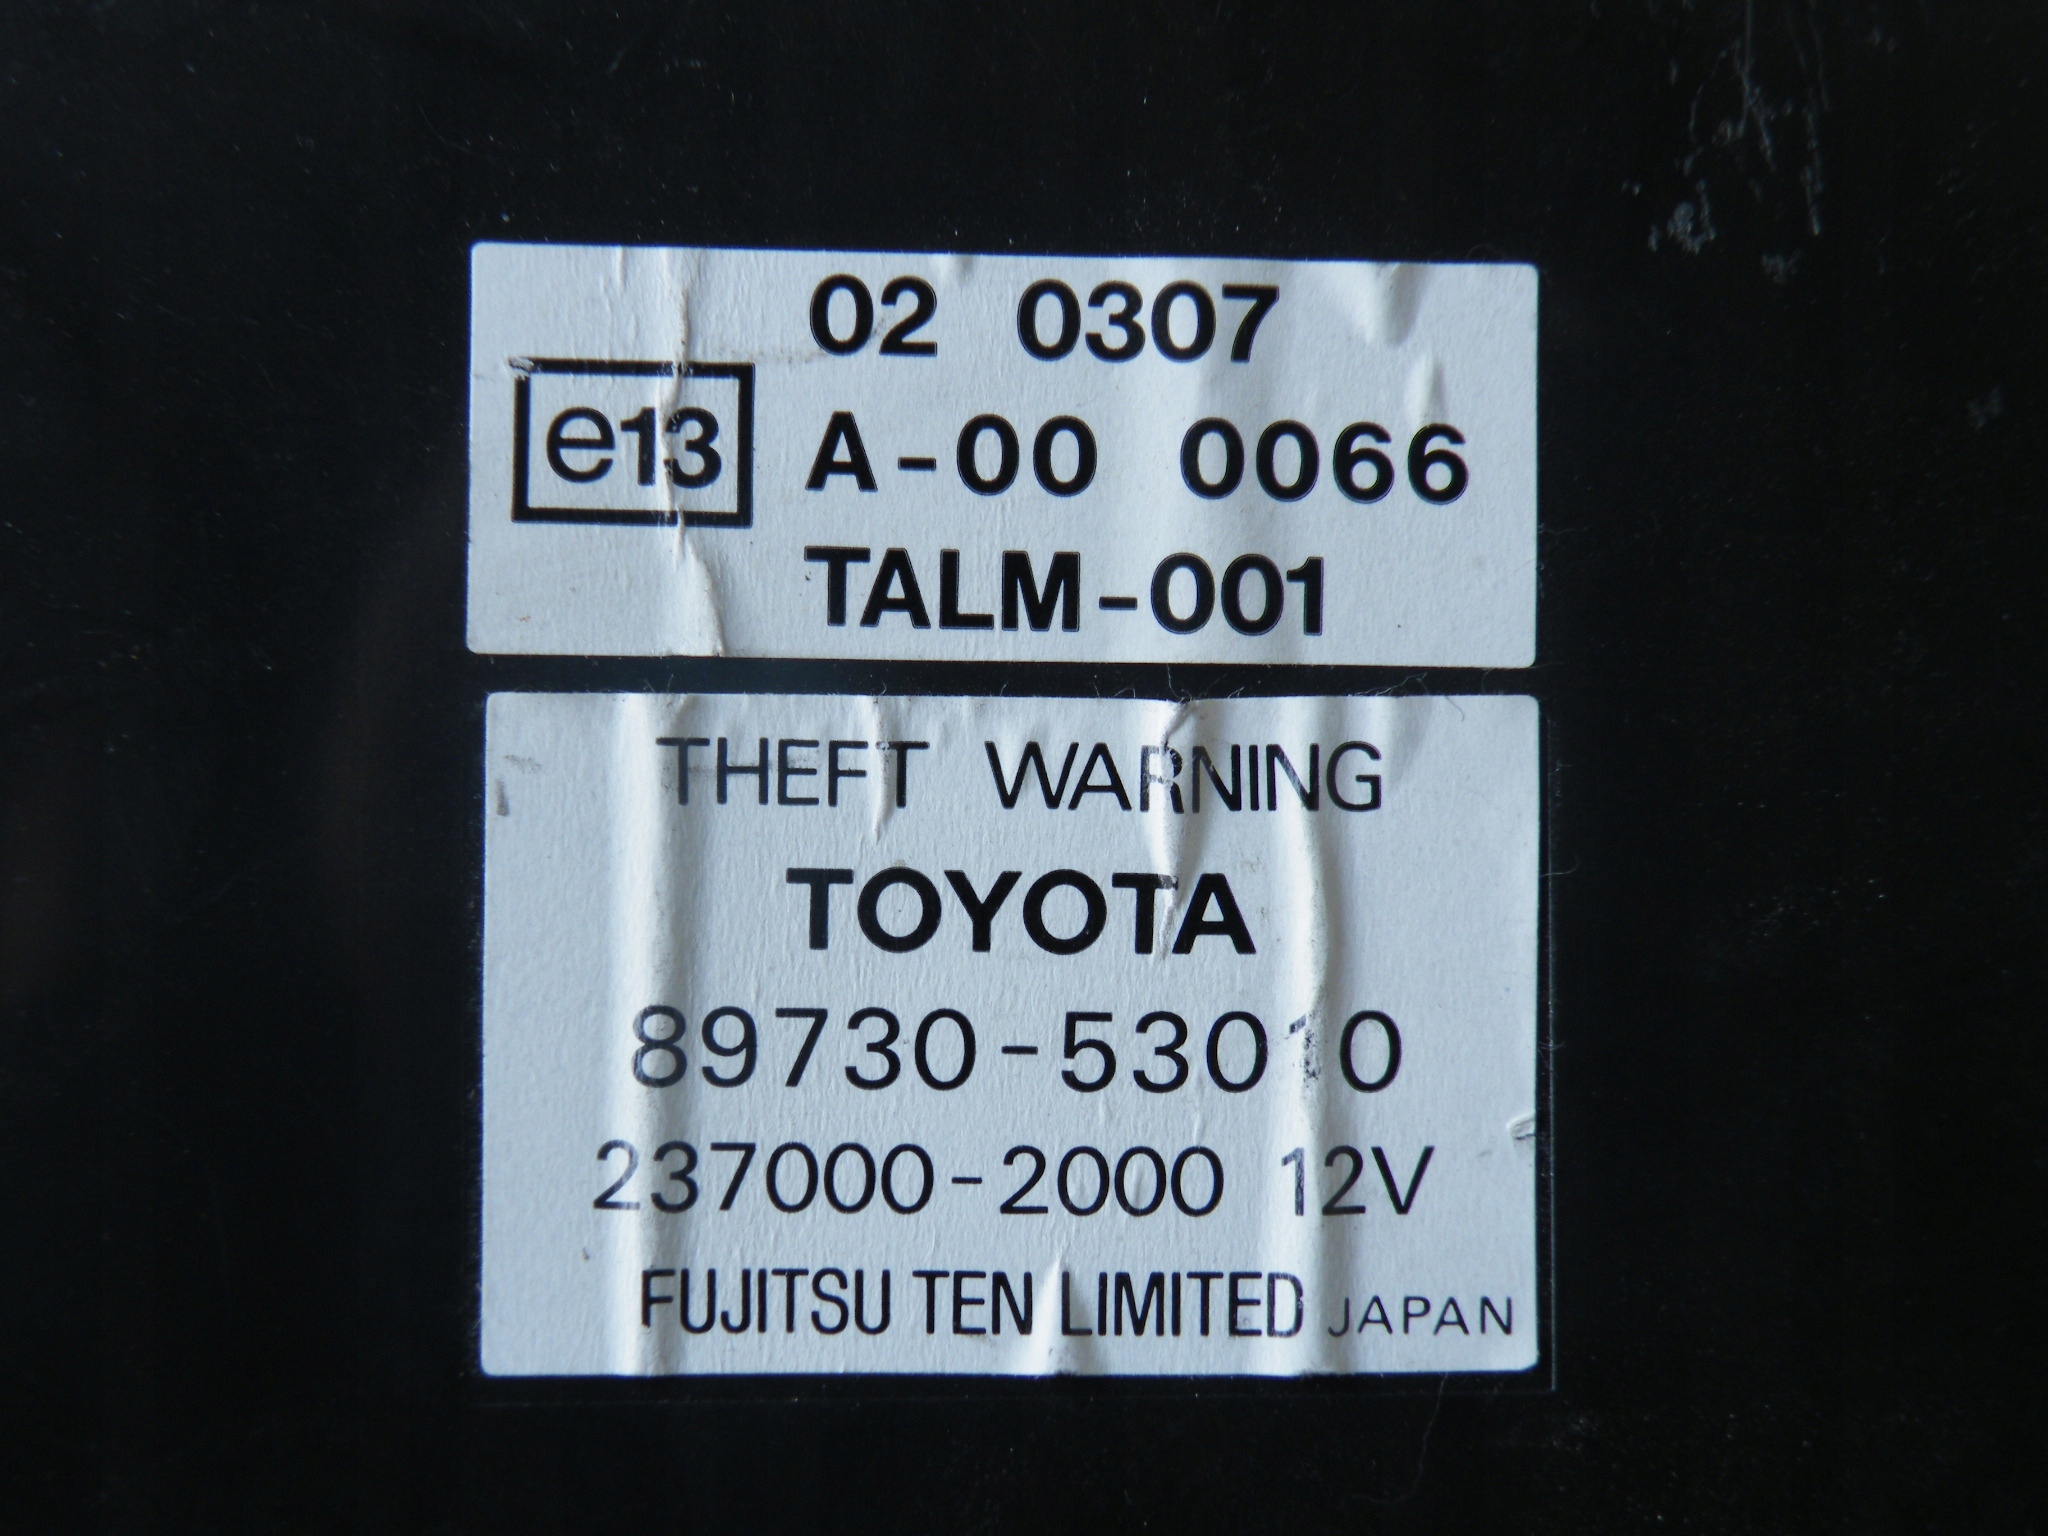 02 0307
e13 A-00 0066
TALM-001
THEFT WARNING
TOYOTA
89730-53010
237000-2000 12V
FUJITSU TEN LIMITED JAPAN